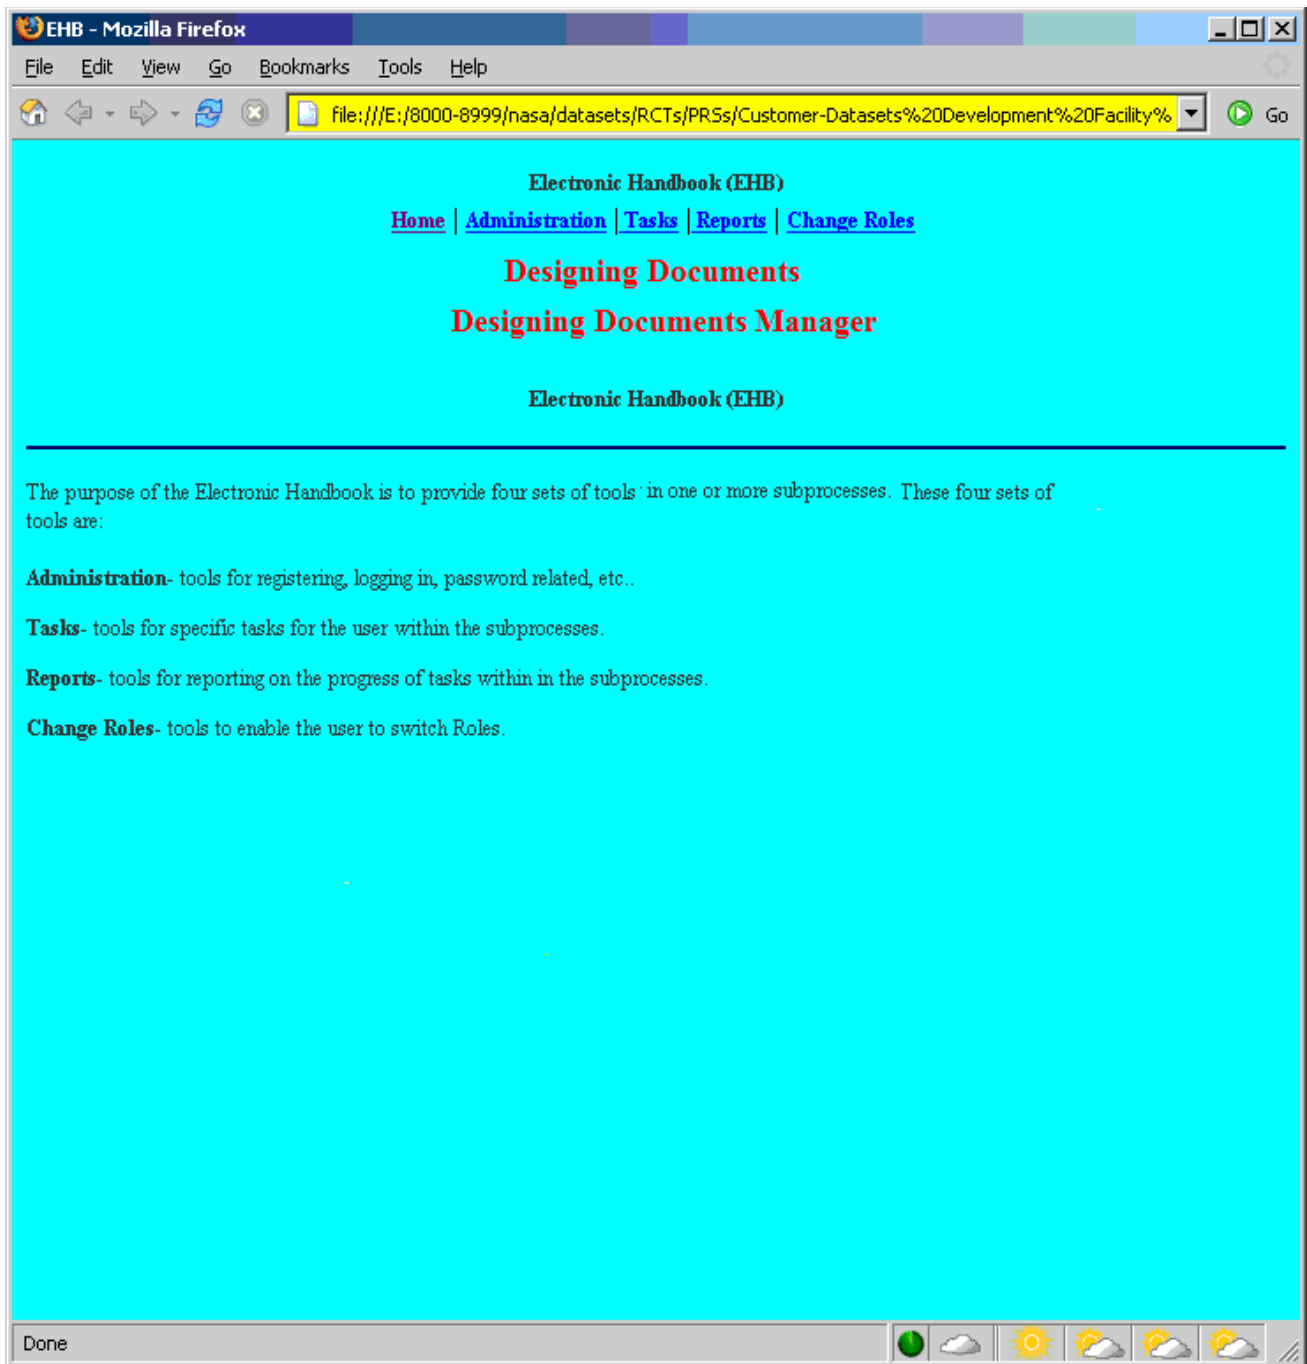 EHB - Mozilla Firefox
File Edit View Go Bookmarks Tools Help
file:///E:/8000-8999/nasa/datasets/RCTs/PRSs/Customer-Datasets%20Development%20Facility% Go
Electronic Handbook (EHB)
Home | Administration | Tasks | Reports | Change Roles
Designing Documents
Designing Documents Manager
Electronic Handbook (EHB)
The purpose of the Electronic Handbook is to provide four sets of tools in one or more subprocesses. These four sets of
tools are:
Administration- tools for registering, logging in, password related, etc..
Tasks- tools for specific tasks for the user within the subprocesses.
Reports- tools for reporting on the progress of tasks within in the subprocesses.
Change Roles- tools to enable the user to switch Roles.
Done